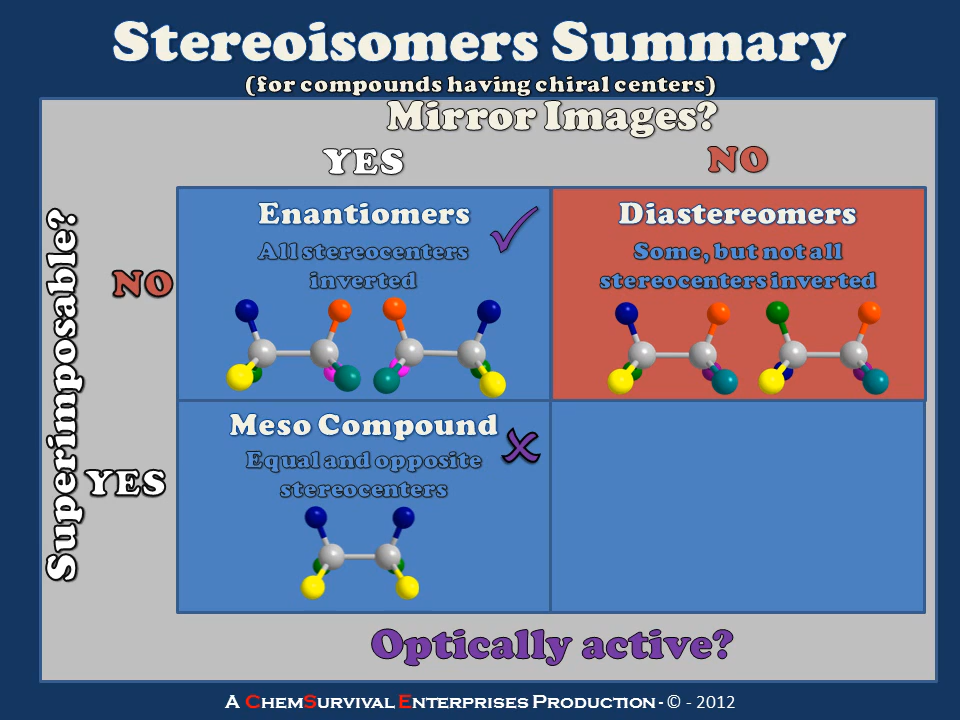 Stereoisomers Summary
(for compounds having chiral centers)
Mirror Images?
YES
NO
Superimposable?
NO
Enantiomers
All stereocenters
inverted
Diastereomers
Some, but not all
stereocenters inverted
YES
Meso Compound
Equal and opposite
stereocenters
Optically active?
A ChemSurvival Enterprises Production - © - 2012